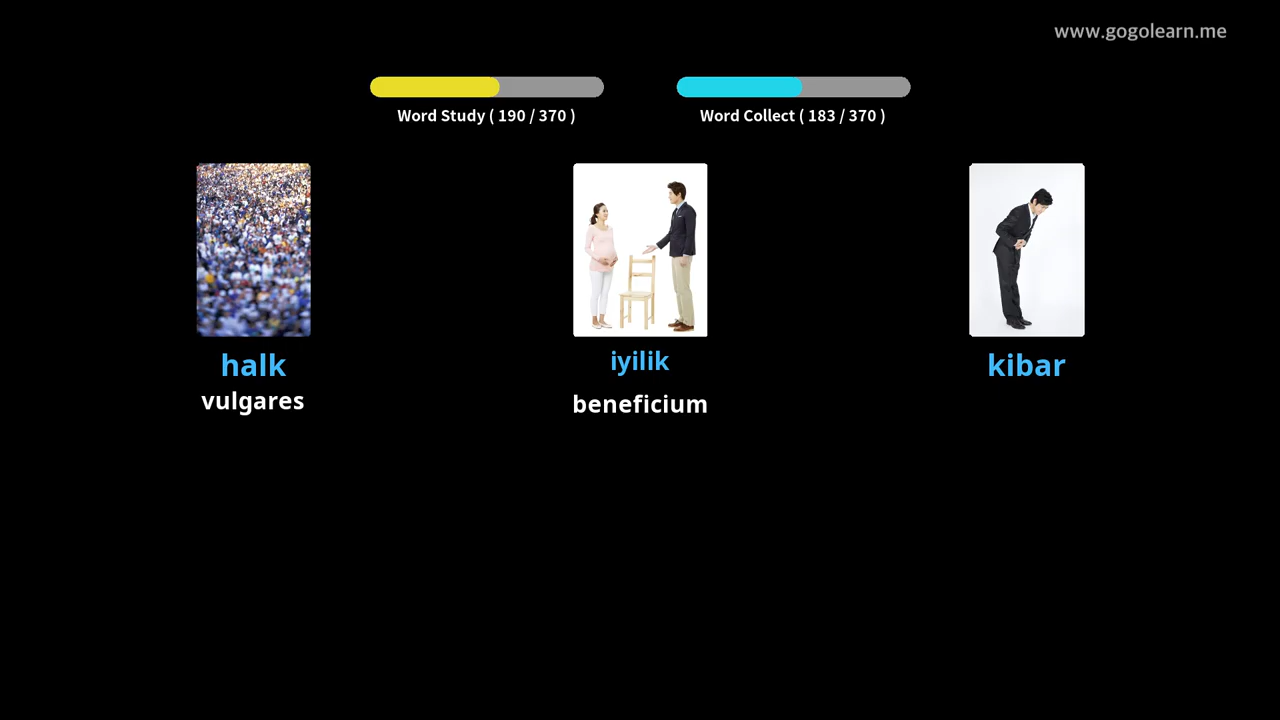 www.gogolearn.me
Word Study ( 190 / 370 )
Word Collect ( 183 / 370 )
halk
vulgares
iyilik
beneficium
kibar